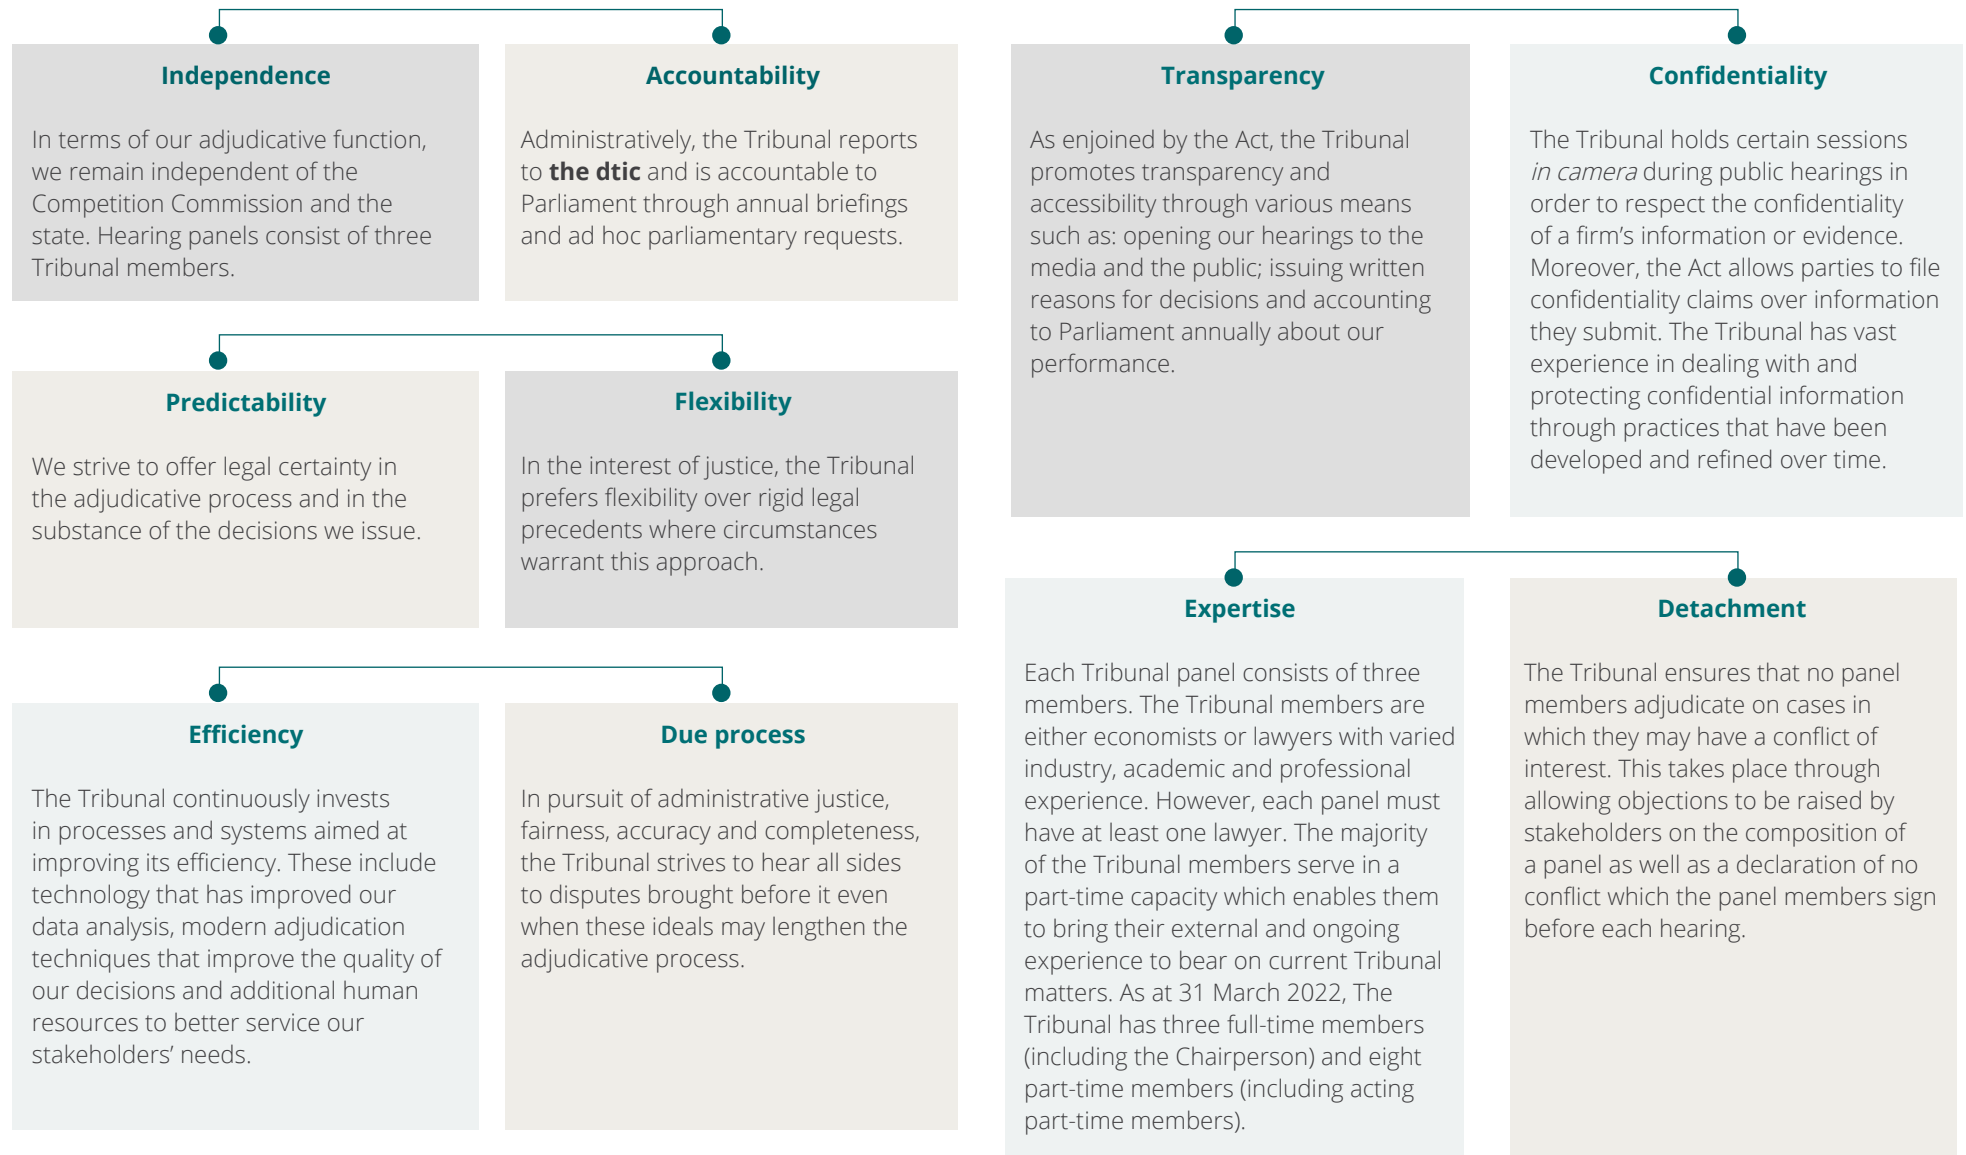 Independence
In terms of our adjudicative function,
we remain independent of the
Competition Commission and the
state. Hearing panels consist of three
Tribunal members.
Accountability
Administratively, the Tribunal reports
to the dtic and is accountable to
Parliament through annual briefings
and ad hoc parliamentary requests.
Predictability
We strive to offer legal certainty in
the adjudicative process and in the
substance of the decisions we issue.
Flexibility
In the interest of justice, the Tribunal
prefers flexibility over rigid legal
precedents where circumstances
warrant this approach.
Efficiency
The Tribunal continuously invests
in processes and systems aimed at
improving its efficiency. These include
technology that has improved our
data analysis, modern adjudication
techniques that improve the quality of
our decisions and additional human
resources to better service our
stakeholders’ needs.
Due process
In pursuit of administrative justice,
fairness, accuracy and completeness,
the Tribunal strives to hear all sides
to disputes brought before it even
when these ideals may lengthen the
adjudicative process.
Transparency
As enjoined by the Act, the Tribunal
promotes transparency and
accessibility through various means
such as: opening our hearings to the
media and the public; issuing written
reasons for decisions and accounting
to Parliament annually about our
performance.
Confidentiality
The Tribunal holds certain sessions
in camera during public hearings in
order to respect the confidentiality
of a firm’s information or evidence.
Moreover, the Act allows parties to file
confidentiality claims over information
they submit. The Tribunal has vast
experience in dealing with and
protecting confidential information
through practices that have been
developed and refined over time.
Expertise
Each Tribunal panel consists of three
members. The Tribunal members are
either economists or lawyers with varied
industry, academic and professional
experience. However, each panel must
have at least one lawyer. The majority
of the Tribunal members serve in a
part-time capacity which enables them
to bring their external and ongoing
experience to bear on current Tribunal
matters. As at 31 March 2022, The
Tribunal has three full-time members
(including the Chairperson) and eight
part-time members (including acting
part-time members).
Detachment
The Tribunal ensures that no panel
members adjudicate on cases in
which they may have a conflict of
interest. This takes place through
allowing objections to be raised by
stakeholders on the composition of
a panel as well as a declaration of no
conflict which the panel members sign
before each hearing.